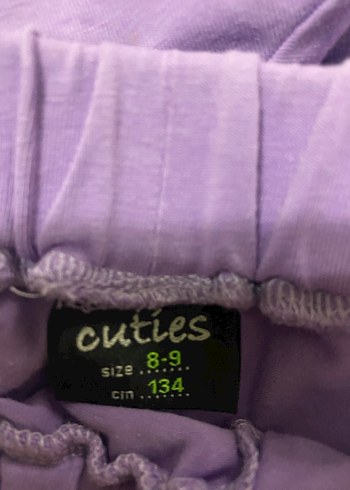 cuties
size 8-9
cm 134